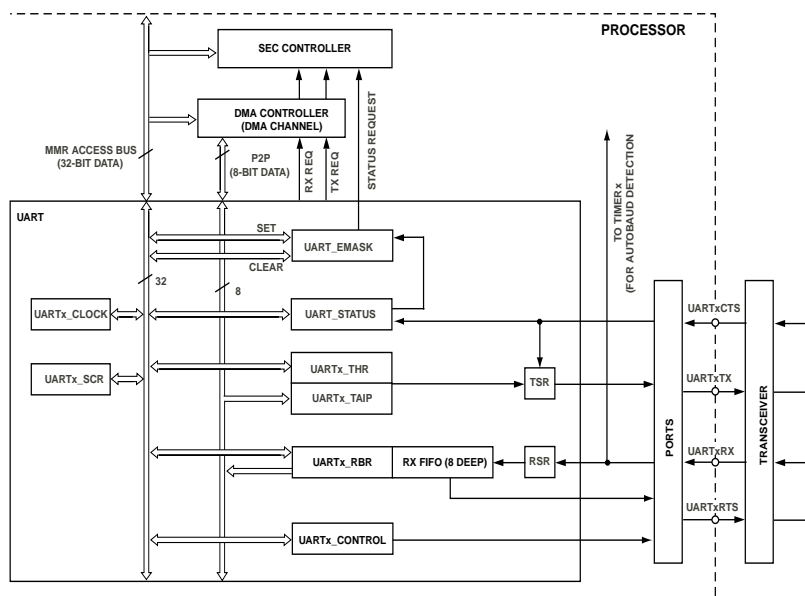 PROCESSOR
SEC CONTROLLER
DMA CONTROLLER
(DMA CHANNEL)
MMR ACCESS BUS
(32-BIT DATA)
P2P
(8-BIT DATA)
RX REQ
TX REQ
STATUS REQUEST
TO TIMERx
(FOR AUTOBAUD DETECTION)
UART
SET
UART_EMASK
CLEAR
32
8
UARTx_CLOCK
UART_STATUS
UARTxCTS
UARTx_SCR
UARTx_THR
UARTx_TAIP
TSR
UARTxTX
PORTS
TRANSCEIVER
UARTx_RBR
RX FIFO (8 DEEP)
RSR
UARTxRX
UARTxRTS
UARTx_CONTROL